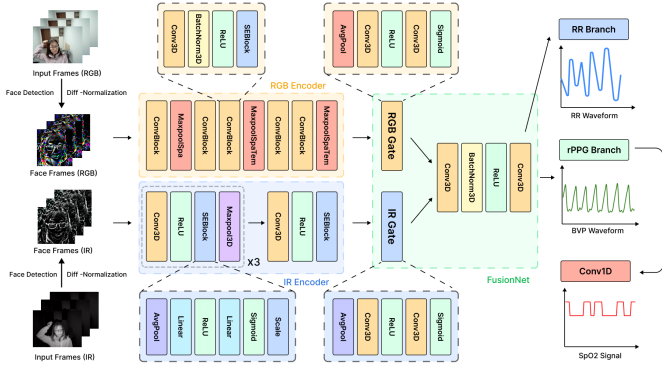 Input Frames (RGB)
Face Detection
Diff -Normalization
Face Frames (RGB)
Face Frames (IR)
Face Detection
Diff -Normalization
Input Frames (IR)
Conv3D
BatchNorm3D
ReLU
SEBlock
AvgPool
Conv3D
ReLU
Conv3D
Sigmoid
RGB Encoder
ConvBlock
MaxpoolSpa
ConvBlock
ConvBlock
MaxpoolSpaTem
ConvBlock
ConvBlock
MaxpoolSpaTem
RGB Gate
Conv3D
ReLU
SEBlock
Maxpool3D
x3
Conv3D
ReLU
SEBlock
IR Gate
IR Encoder
AvgPool
Linear
ReLU
Linear
Sigmoid
Scale
AvgPool
Conv3D
ReLU
Conv3D
Sigmoid
Conv3D
BatchNorm3D
ReLU
Conv3D
FusionNet
RR Branch
RR Waveform
rPPG Branch
BVP Waveform
Conv1D
SpO2 Signal